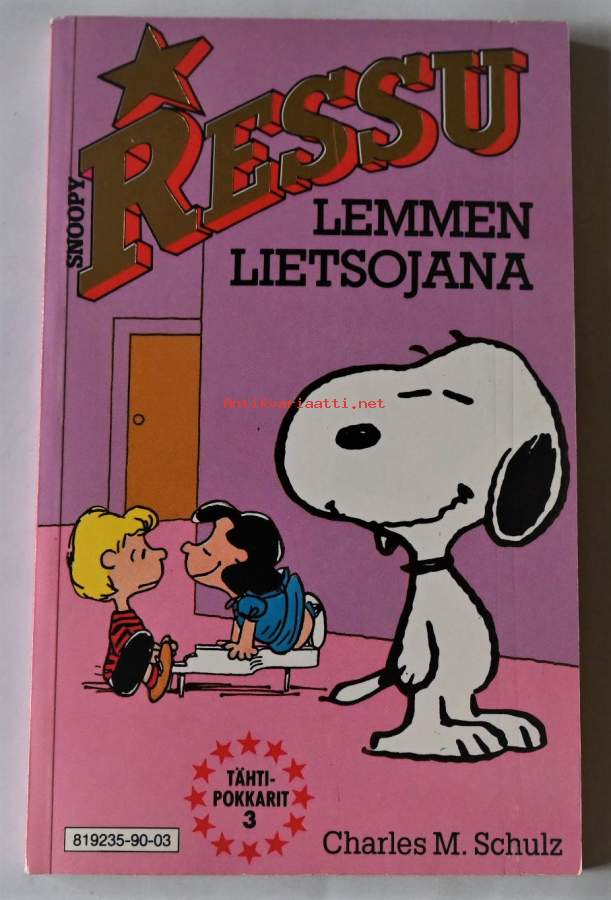 SNOOPY
RESSU
LEMMEN
LIETSOJANA
Antikvariaatti.net
TÄHTI-
POKKARIT
3
819235-90-03
Charles M. Schulz